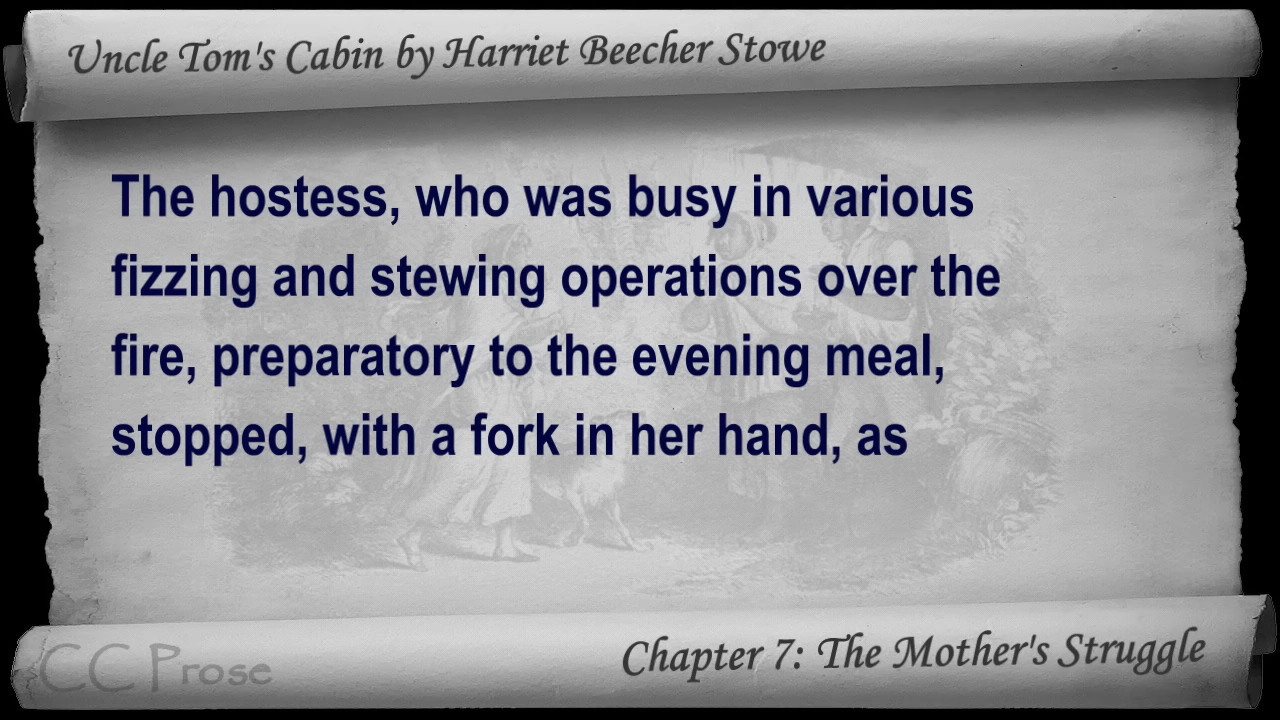 Uncle Tom's Cabin by Harriet Beecher Stowe
The hostess, who was busy in various
fizzing and stewing operations over the
fire, preparatory to the evening meal,
stopped, with a fork in her hand, as
CC Prose
Chapter 7: The Mother's Struggle